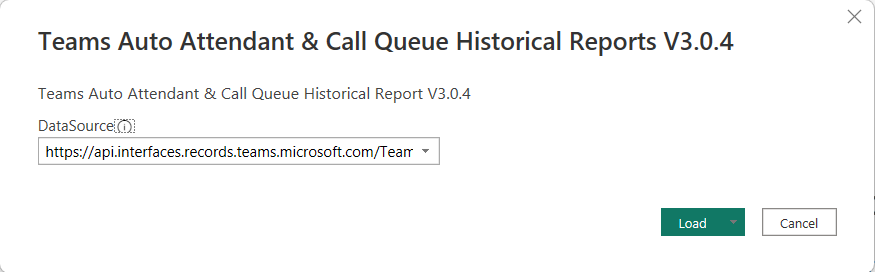 Teams Auto Attendant & Call Queue Historical Reports V3.0.4
Teams Auto Attendant & Call Queue Historical Report V3.0.4
DataSource
https://api.interfaces.records.teams.microsoft.com/Team
Load
Cancel